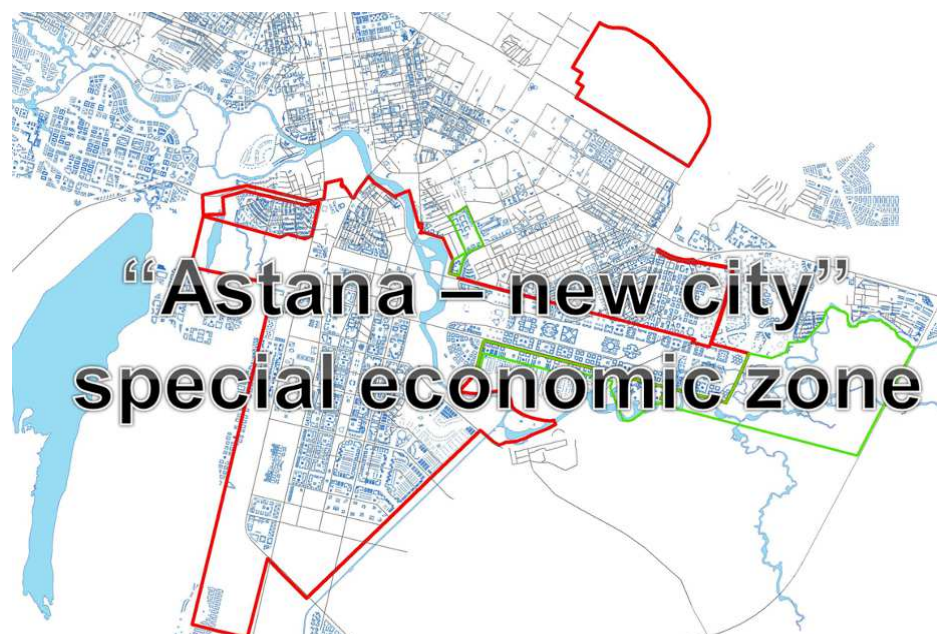 “Astana – new city”
special economic zone